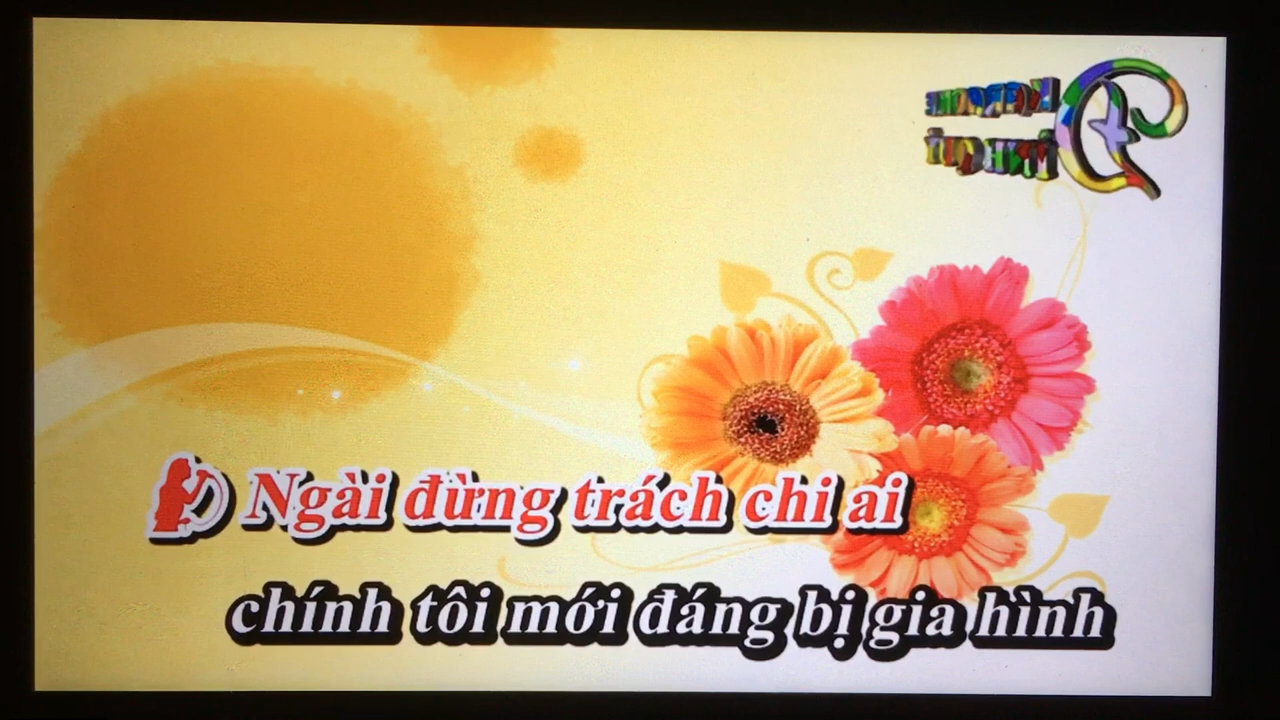 Ngài đừng trách chi ai
chính tôi mới đáng bị gia hình